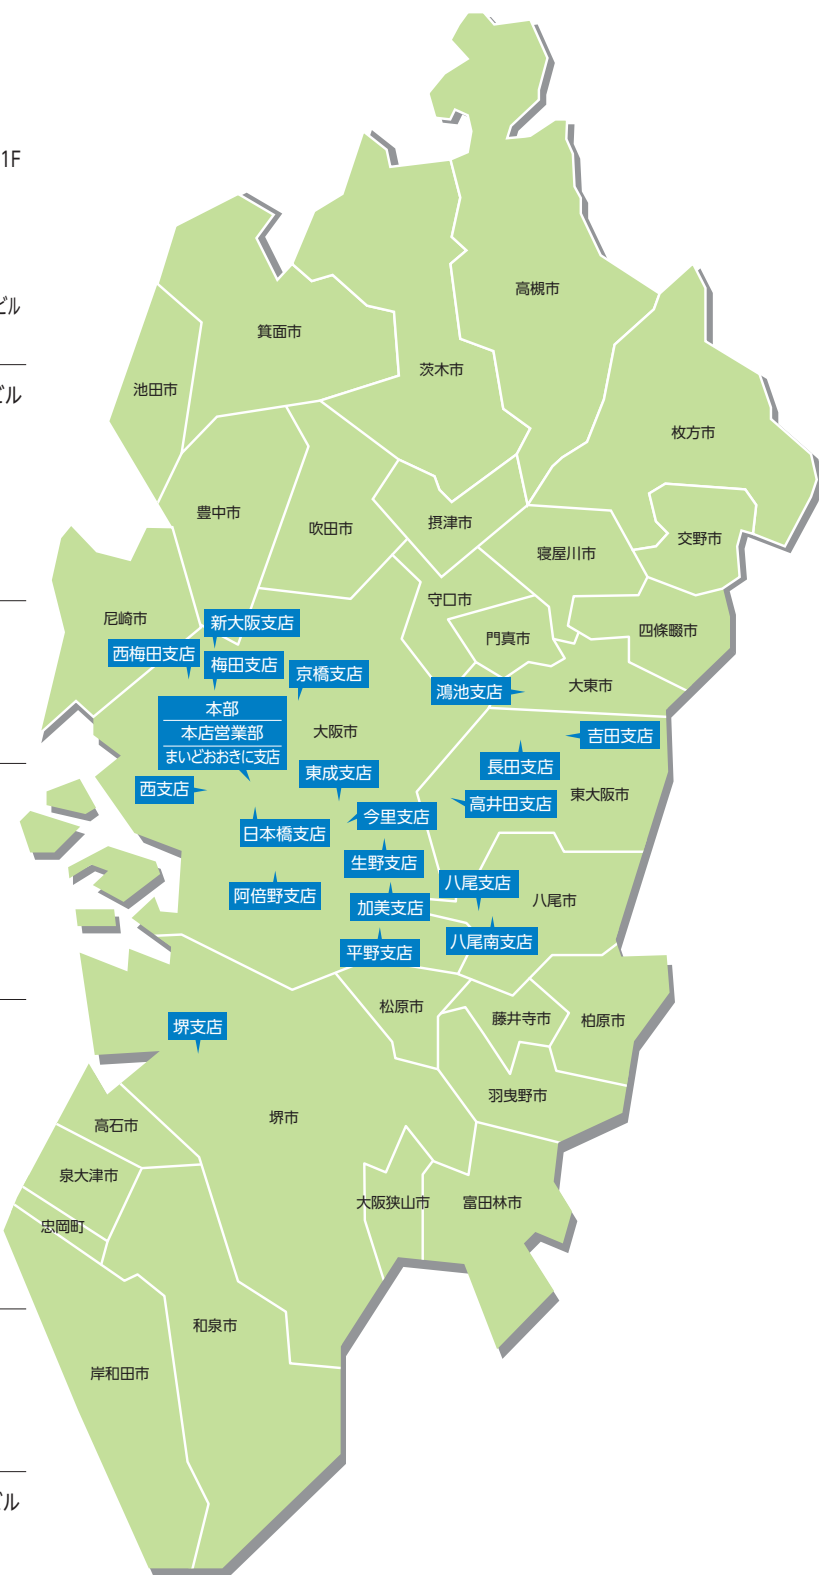 1F
ビル
ビル
高槻市
箕面市
茨木市
池田市
枚方市
豊中市
吹田市
摂津市
交野市
寝屋川市
守口市
尼崎市
新大阪支店
門真市
四條畷市
西梅田支店
梅田支店
京橋支店
鴻池支店
大東市
本部
本店営業部
まいどおおきに支店
大阪市
吉田支店
長田支店
東成支店
西支店
高井田支店
東大阪市
今里支店
日本橋支店
生野支店
八尾支店
阿倍野支店
加美支店
八尾市
八尾南支店
平野支店
松原市
藤井寺市
柏原市
堺支店
羽曳野市
堺市
高石市
泉大津市
大阪狭山市
富田林市
忠岡町
和泉市
岸和田市
ビル